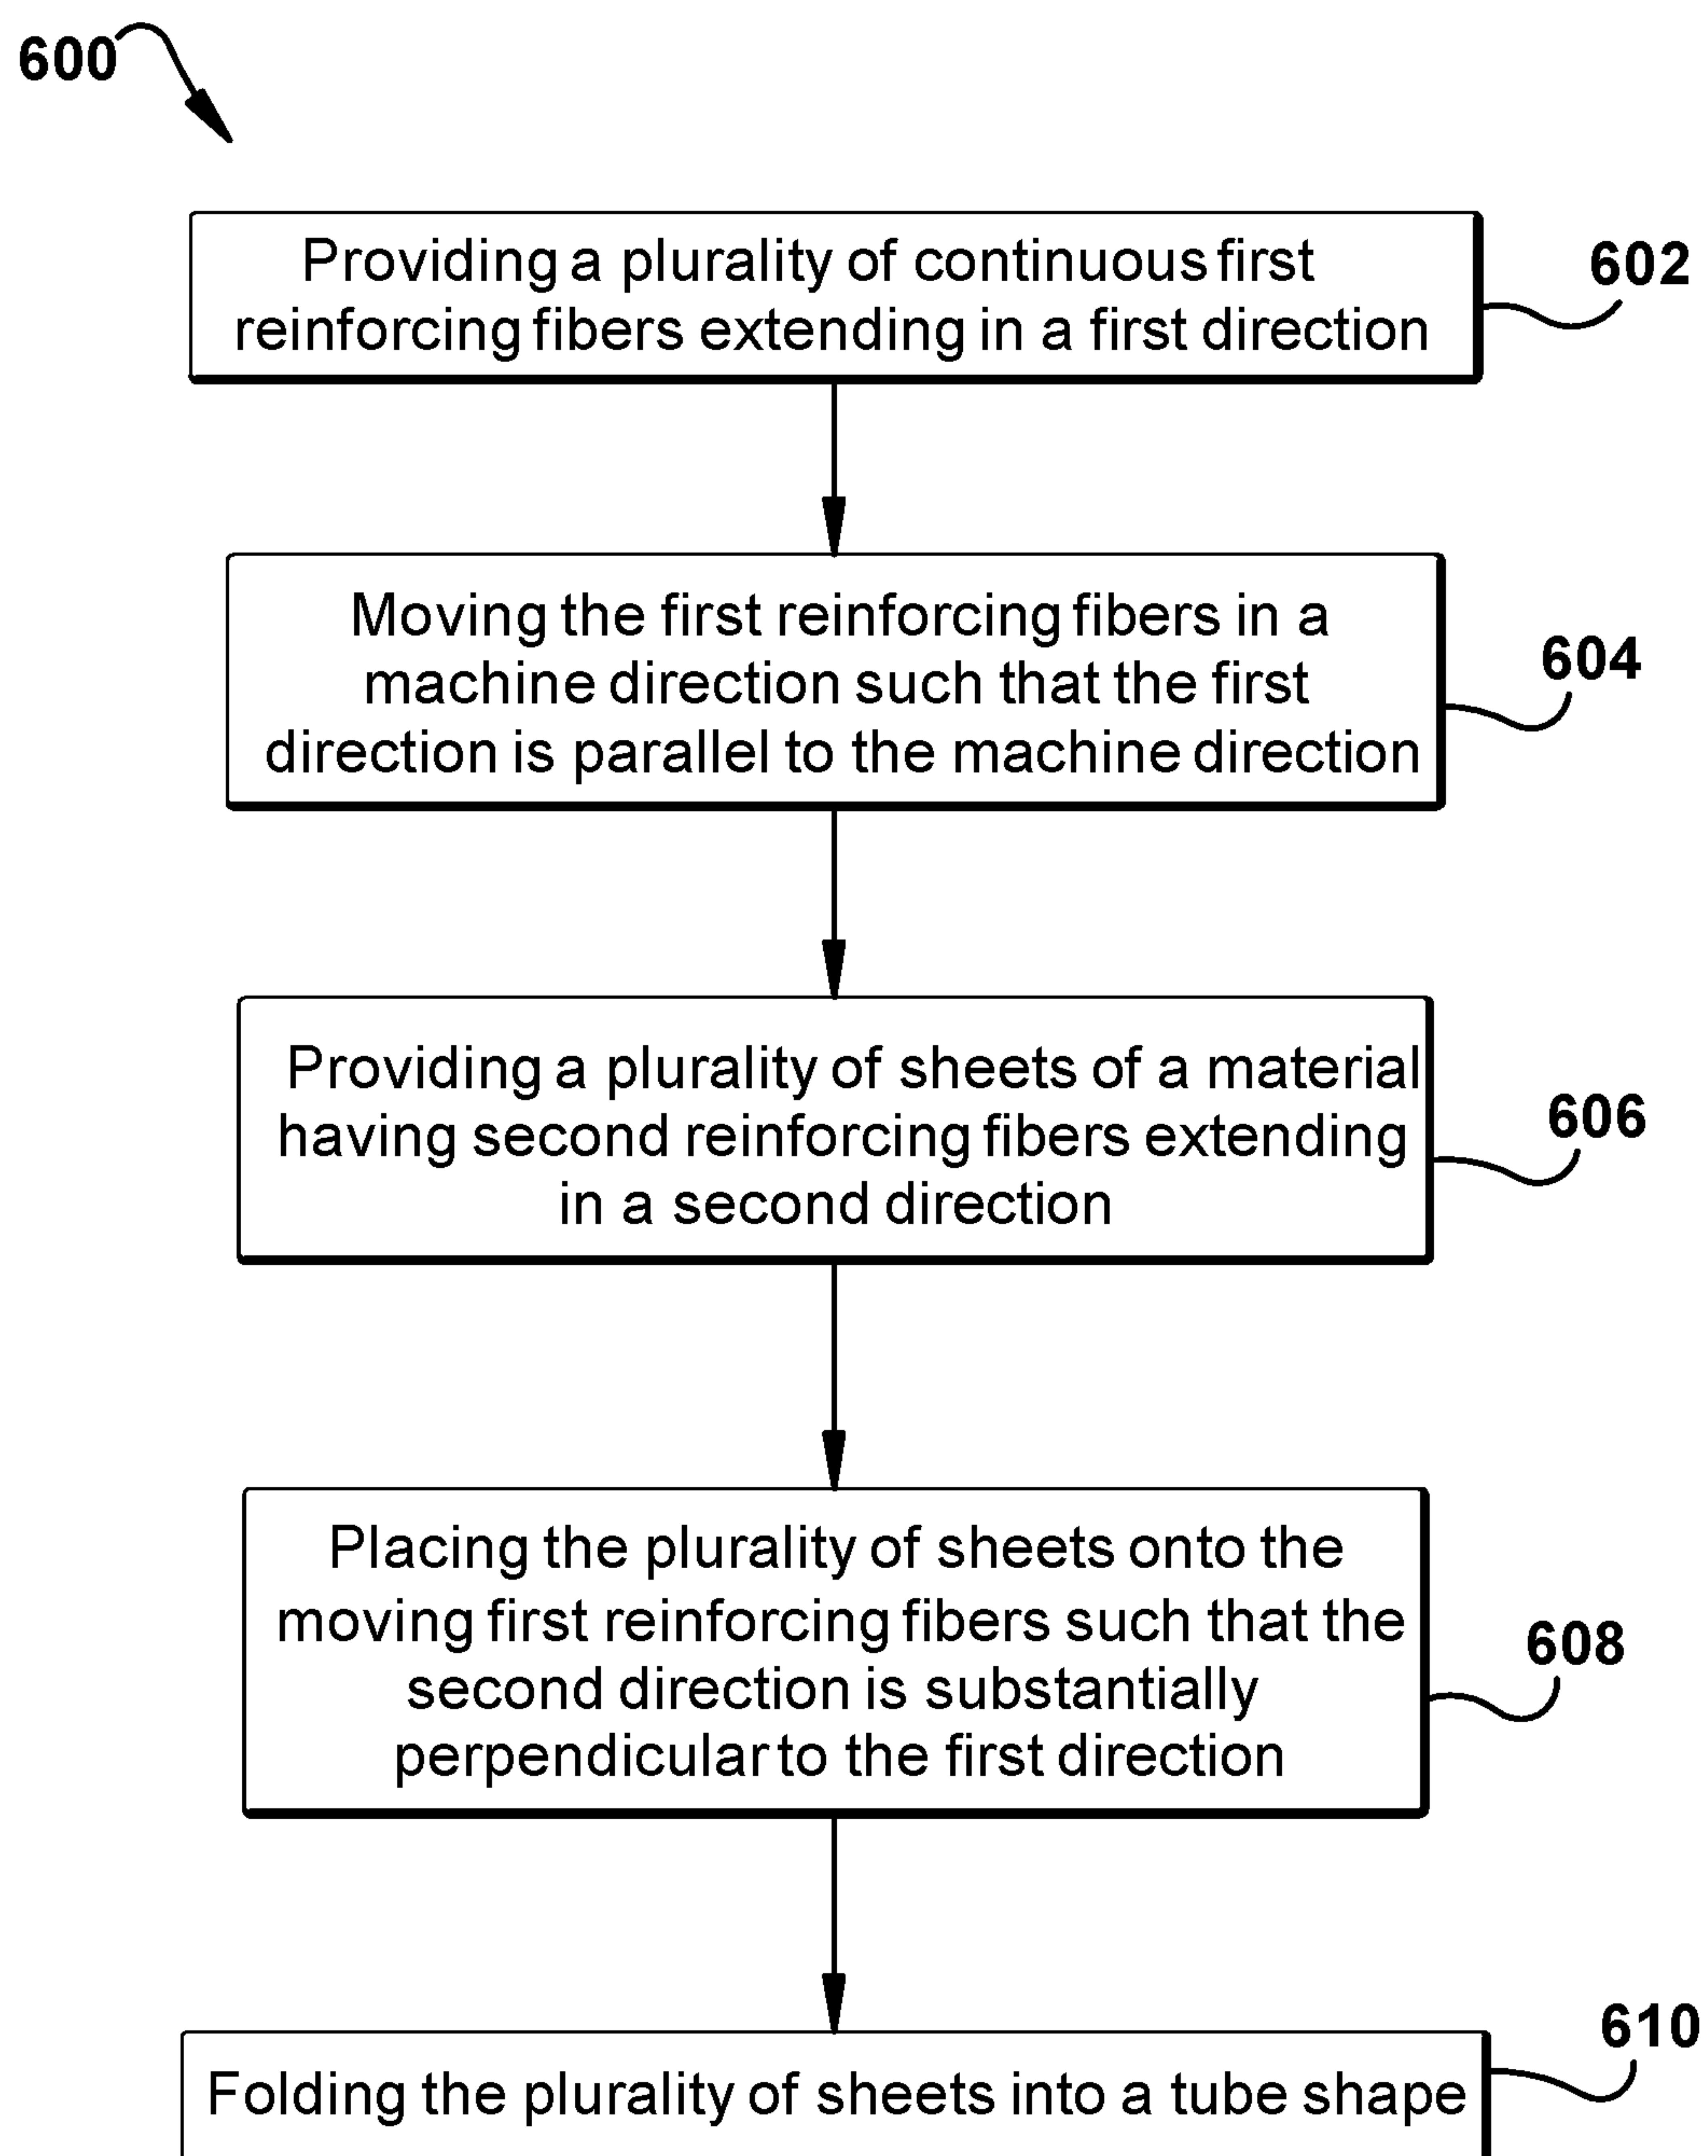 600
Providing a plurality of continuous first
reinforcing fibers extending in a first direction
602
Moving the first reinforcing fibers in a
machine direction such that the first
direction is parallel to the machine direction
604
Providing a plurality of sheets of a material
having second reinforcing fibers extending
in a second direction
606
Placing the plurality of sheets onto the
moving first reinforcing fibers such that the
second direction is substantially
perpendicular to the first direction
608
Folding the plurality of sheets into a tube shape
610